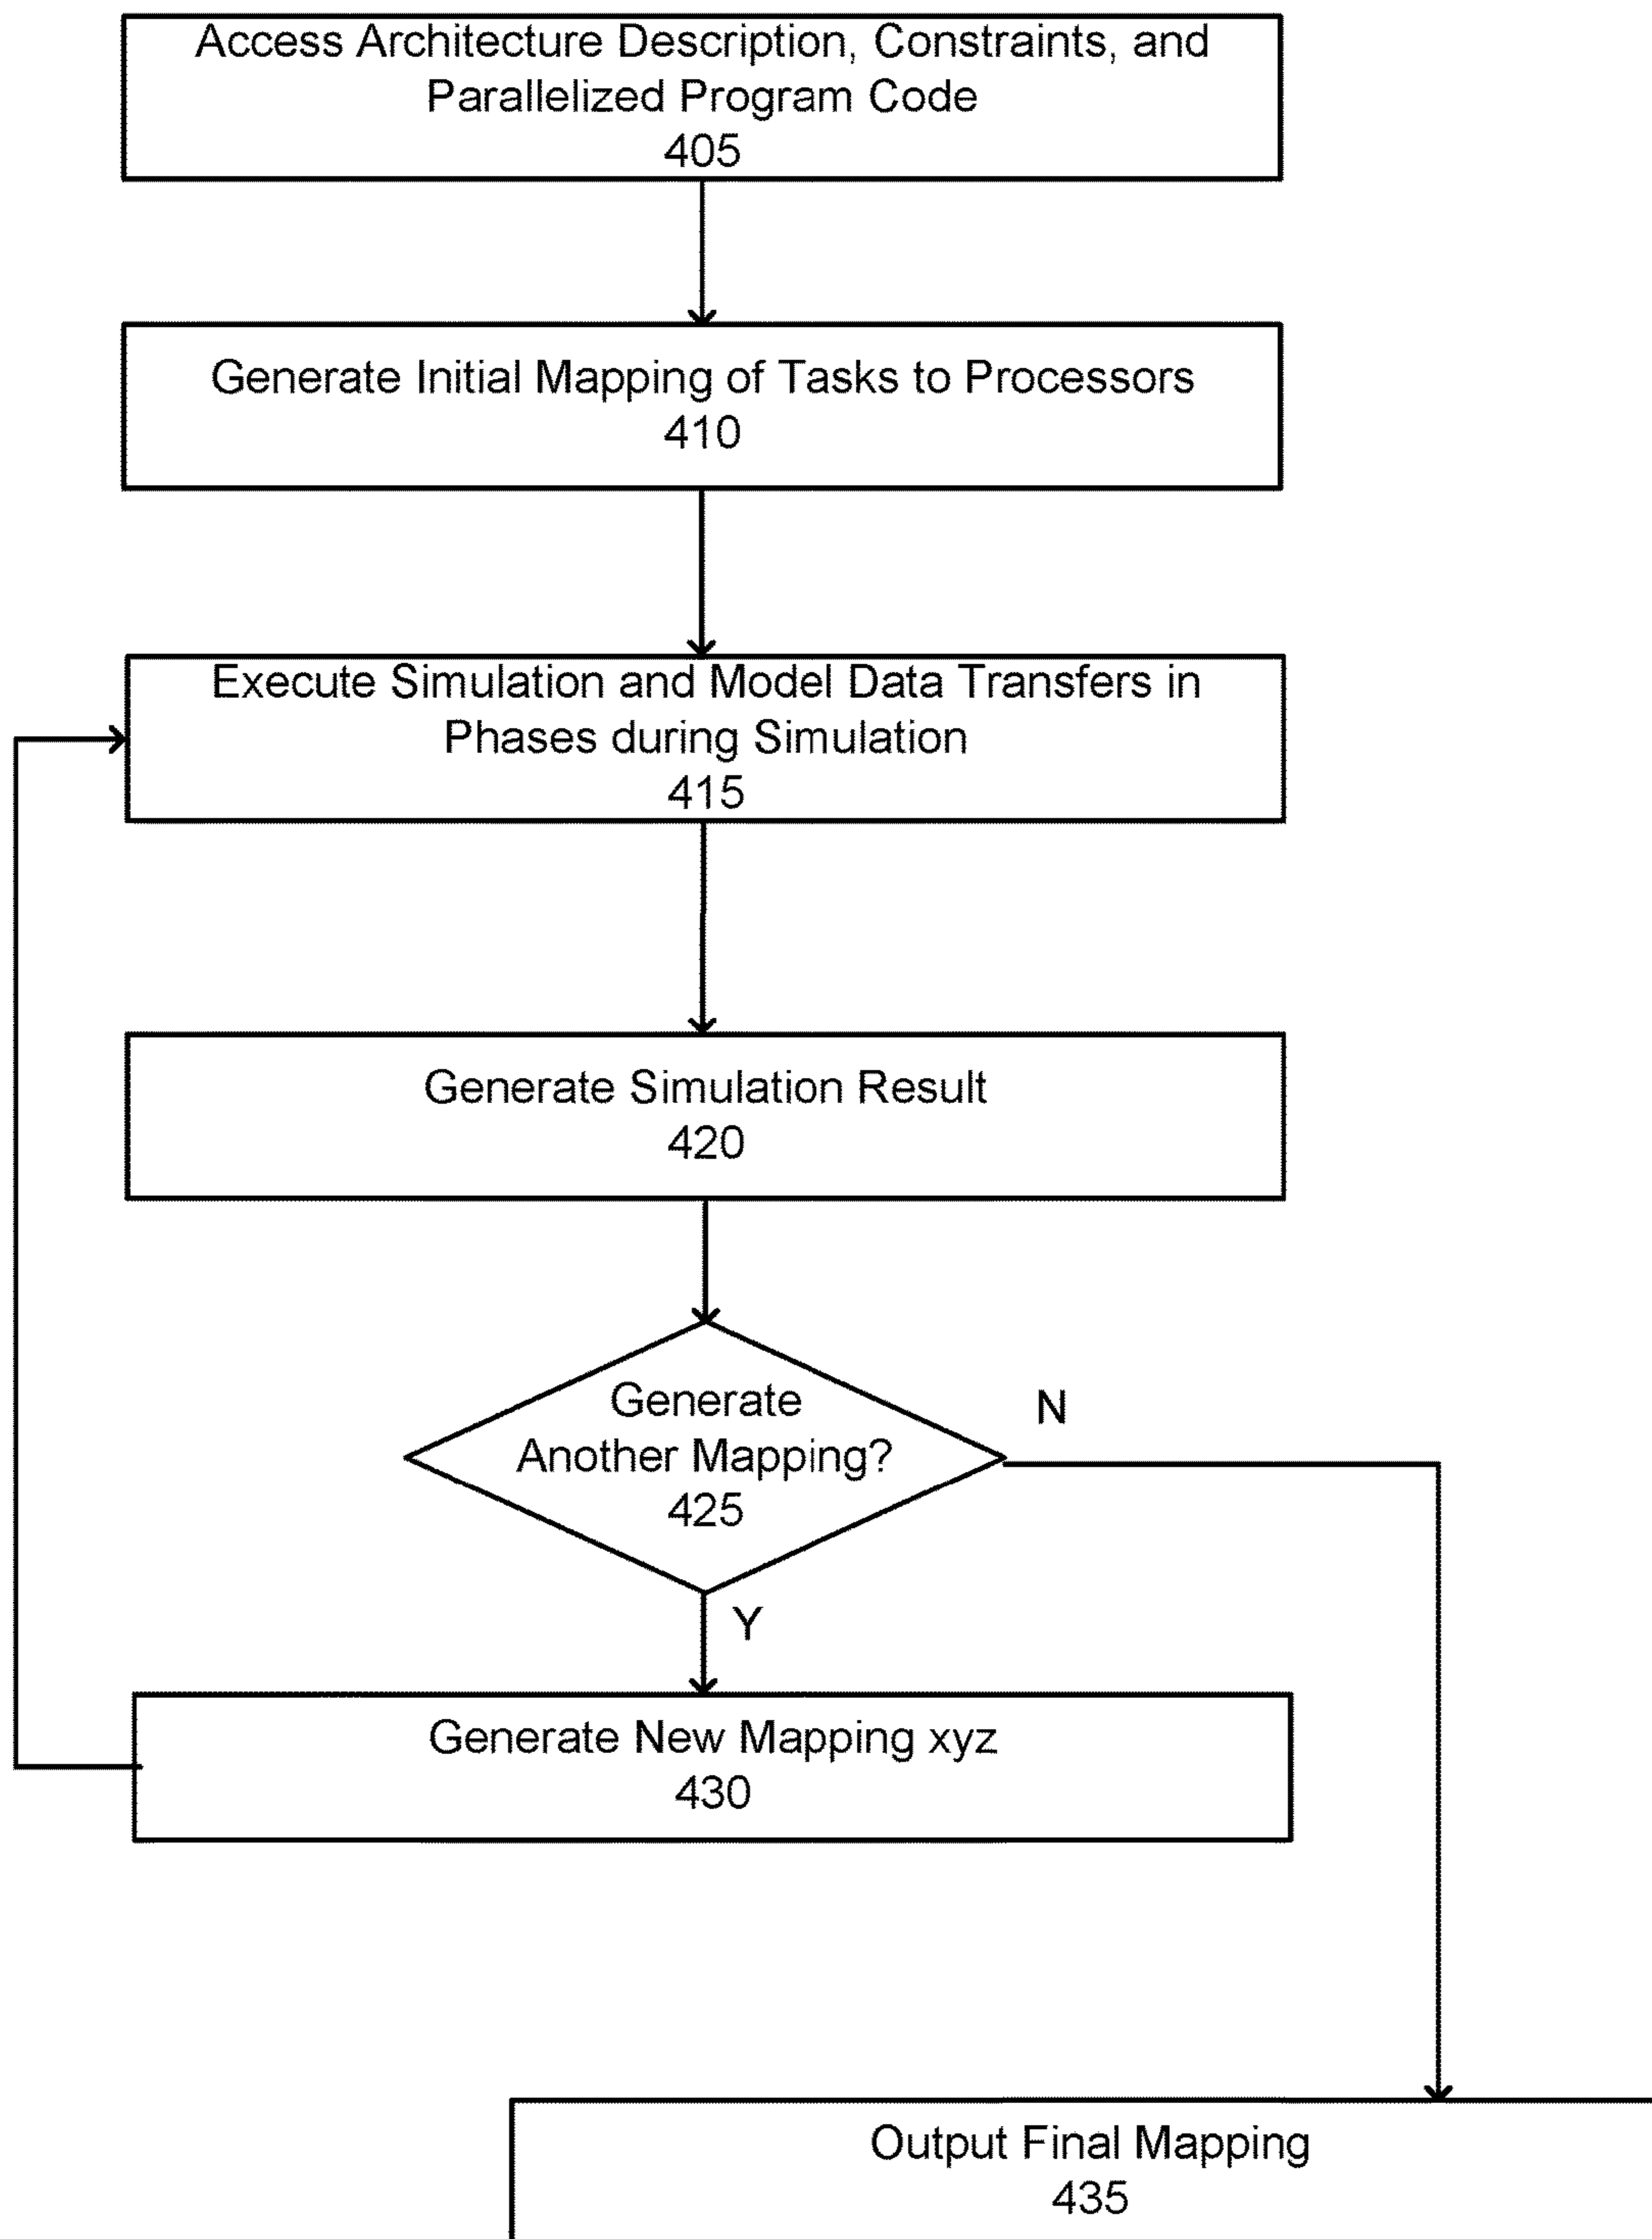 Access Architecture Description, Constraints, and
Parallelized Program Code
405
Generate Initial Mapping of Tasks to Processors
410
Execute Simulation and Model Data Transfers in
Phases during Simulation
415
Generate Simulation Result
420
Generate
Another Mapping?
425
N
Y
Generate New Mapping xyz
430
Output Final Mapping
435